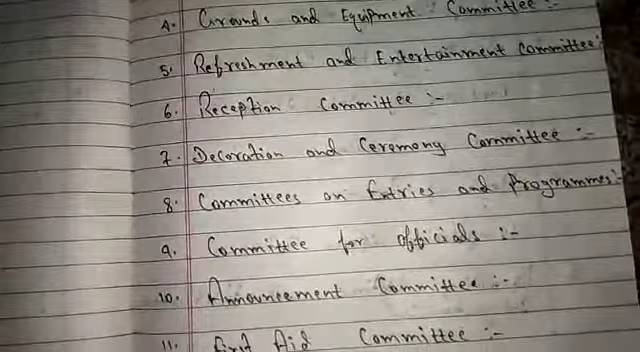 4. Grounds and Equipment Committee :-
5. Refreshment and Entertainment Committee:
6. Reception Committee :-
7. Decoration and Ceremony Committee :-
8. Committees on Entries and Programmes:-
9. Committee for officials :-
10. Announcement Committee :-
11. First Aid Committee :-